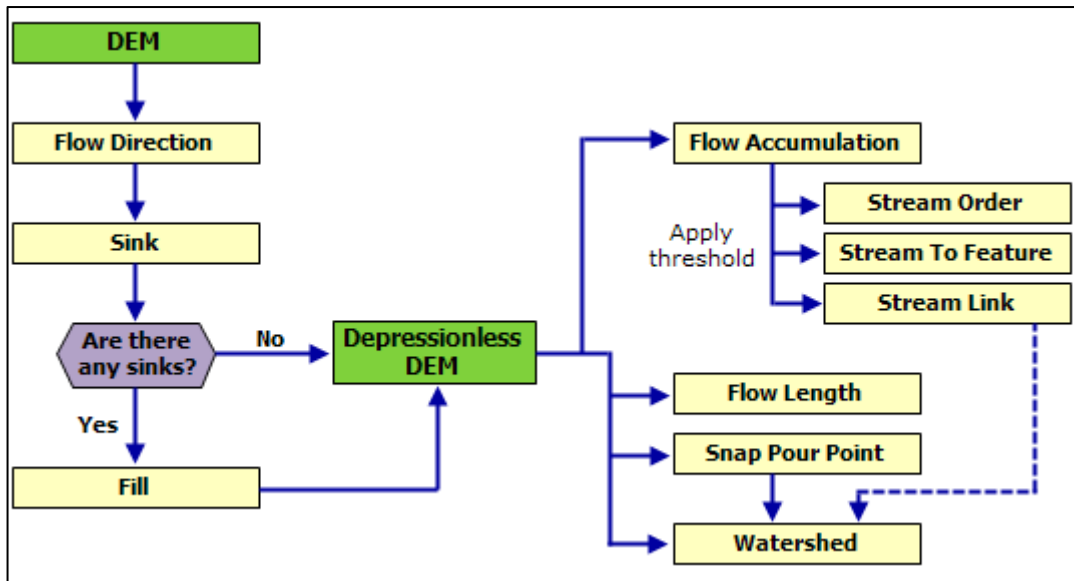 DEM
Flow Direction
Sink
Are there
any sinks?
No
Yes
Fill
Depressionless
DEM
Flow Accumulation
Apply
threshold
Stream Order
Stream To Feature
Stream Link
Flow Length
Snap Pour Point
Watershed